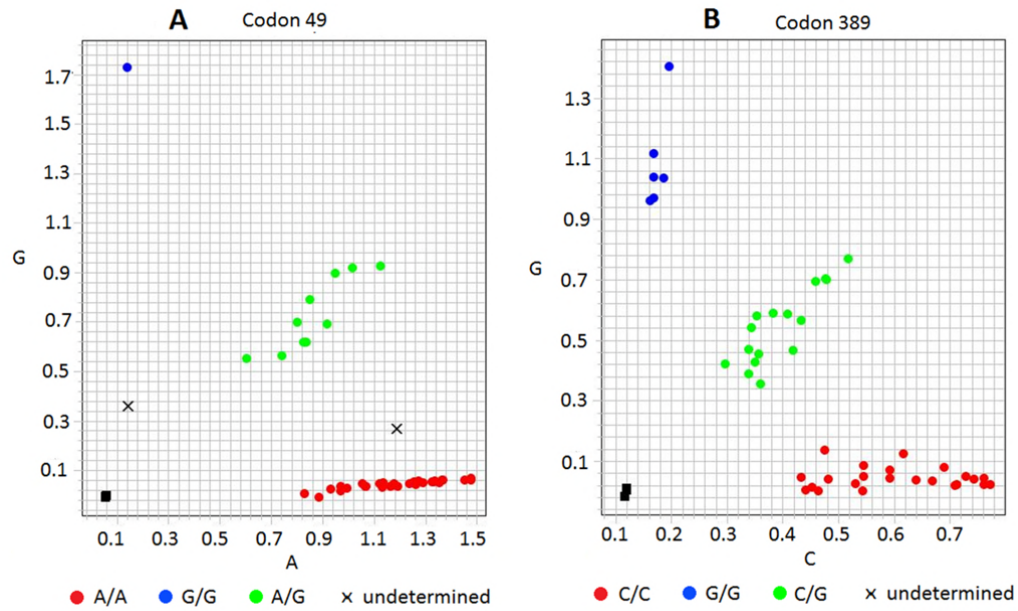 A Codon 49
1.7
1.5
1.3
1.1
G
0.9
0.7
0.5
0.3
0.1
0.1 0.3 0.5 0.7 0.9 1.1 1.3 1.5
A
A/A G/G A/G × undetermined
B Codon 389
1.3
1.1
0.9
G
0.7
0.5
0.3
0.1
0.1 0.2 0.3 0.4 0.5 0.6 0.7
C
C/C G/G C/G × undetermined